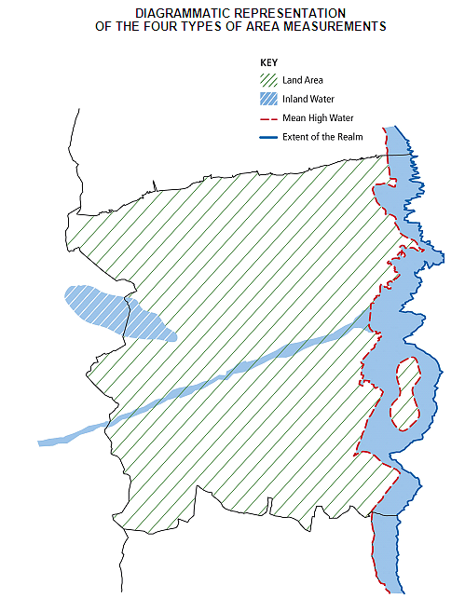 DIAGRAMMATIC REPRESENTATION
OF THE FOUR TYPES OF AREA MEASUREMENTS
KEY
Land Area
Inland Water
Mean High Water
Extent of the Realm